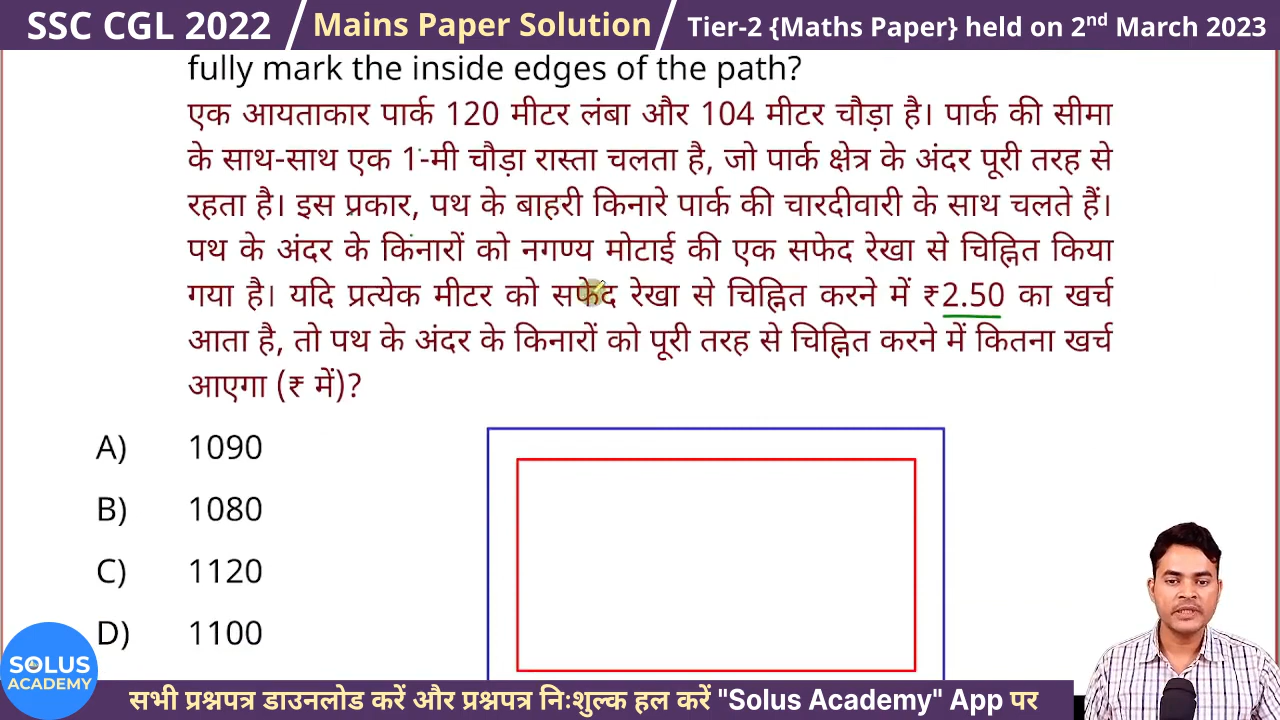 SSC CGL 2022 Mains Paper Solution Tier-2 {Maths Paper} held on 2nd March 2023
fully mark the inside edges of the path?
एक आयताकार पार्क 120 मीटर लंबा और 104 मीटर चौड़ा है। पार्क की सीमा
के साथ-साथ एक 1-मी चौड़ा रास्ता चलता है, जो पार्क क्षेत्र के अंदर पूरी तरह से
रहता है। इस प्रकार, पथ के बाहरी किनारे पार्क की चारदीवारी के साथ चलते हैं।
पथ के अंदर के किनारों को नगण्य मोटाई की एक सफेद रेखा से चिह्नित किया
गया है। यदि प्रत्येक मीटर को सफेद रेखा से चिह्नित करने में ₹2.50 का खर्च
आता है, तो पथ के अंदर के किनारों को पूरी तरह से चिह्नित करने में कितना खर्च
आएगा (₹ में)?
A) 1090
B) 1080
C) 1120
D) 1100
SOLUS
ACADEMY
सभी प्रश्नपत्र डाउनलोड करें और प्रश्नपत्र निःशुल्क हल करें "Solus Academy" App पर